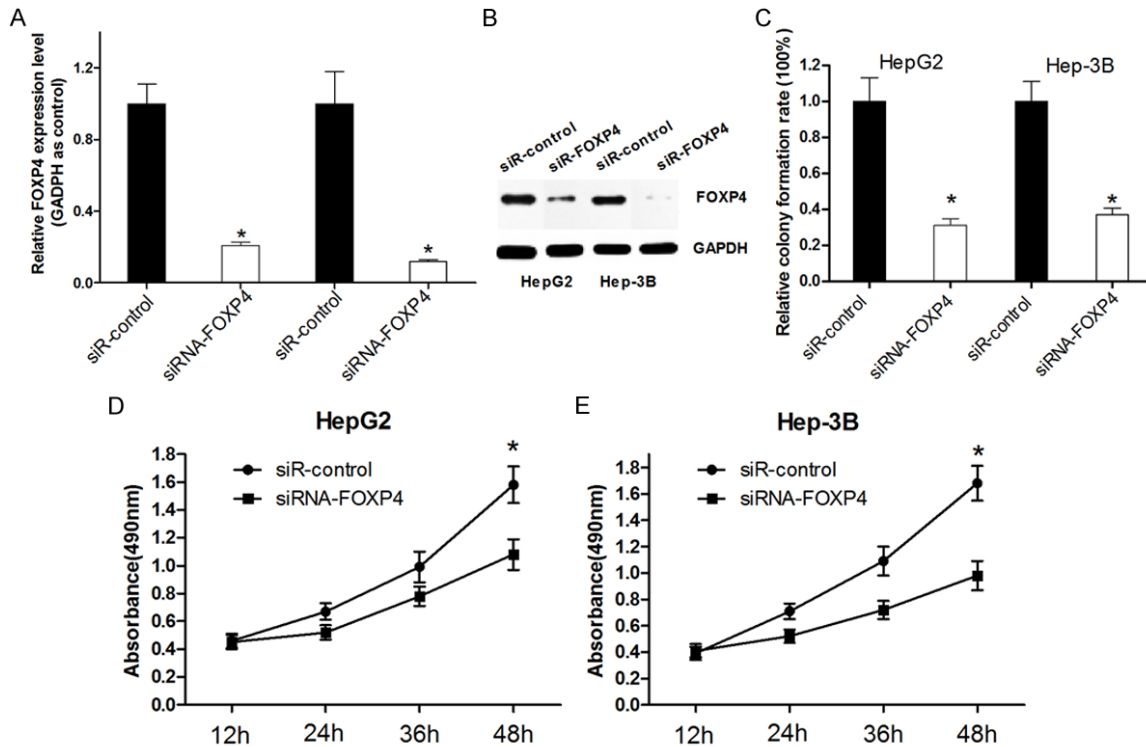 A
Relative FOXP4 expression level
(GADPH as control)
1.2
0.8
0.4
0.0
*
*
siR-control
siRNA-FOXP4
siR-control
siRNA-FOXP4
B
siR-control
siR-FOXP4
siR-control
siR-FOXP4
FOXP4
GAPDH
HepG2
Hep-3B
C
Relative colony formation rate (100%)
1.2
1.0
0.8
0.6
0.4
0.2
0.0
HepG2
Hep-3B
*
*
siR-control
siRNA-FOXP4
siR-control
siRNA-FOXP4
D
HepG2
Absorbance(490nm)
1.8
1.6
1.4
1.2
1.0
0.8
0.6
0.4
0.2
0.0
siR-control
siRNA-FOXP4
*
12h
24h
36h
48h
E
Hep-3B
Absorbance(490nm)
1.8
1.6
1.4
1.2
1.0
0.8
0.6
0.4
0.2
0.0
siR-control
siRNA-FOXP4
*
12h
24h
36h
48h